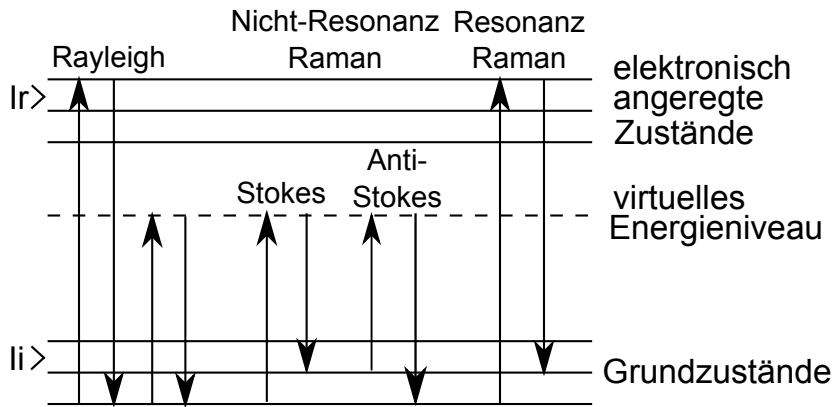 Rayleigh
Nicht-Resonanz
Raman
Resonanz
Raman
elektronisch
angeregte
Zustände
Ir>
Anti-
Stokes
Stokes
virtuelles
Energieniveau
Ii>
Grundzustände